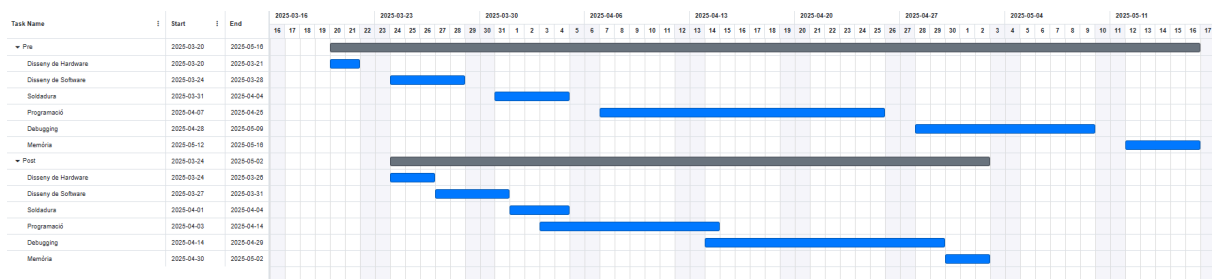 2025-03-16 2025-03-23 2025-03-30 2025-04-06 2025-04-13 2025-04-20 2025-04-27 2025-05-04 2025-05-11
Task Name Start End
16 17 18 19 20 21 22 23 24 25 26 27 28 29 30 31 1 2 3 4 5 6 7 8 9 10 11 12 13 14 15 16 17 18 19 20 21 22 23 24 25 26 27 28 29 30 1 2 3 4 5 6 7 8 9 10 11 12 13 14 15 16 17
Pre 2025-03-20 2025-05-16
Disseny de Hardware 2025-03-20 2025-03-21
Disseny de Software 2025-03-24 2025-03-28
Soldadura 2025-03-31 2025-04-04
Programació 2025-04-07 2025-04-25
Debugging 2025-04-28 2025-05-09
Memória 2025-05-12 2025-05-16
Post 2025-03-24 2025-05-02
Disseny de Hardware 2025-03-24 2025-03-26
Disseny de Software 2025-03-27 2025-03-31
Soldadura 2025-04-01 2025-04-04
Programació 2025-04-03 2025-04-14
Debugging 2025-04-14 2025-04-29
Memória 2025-04-30 2025-05-02